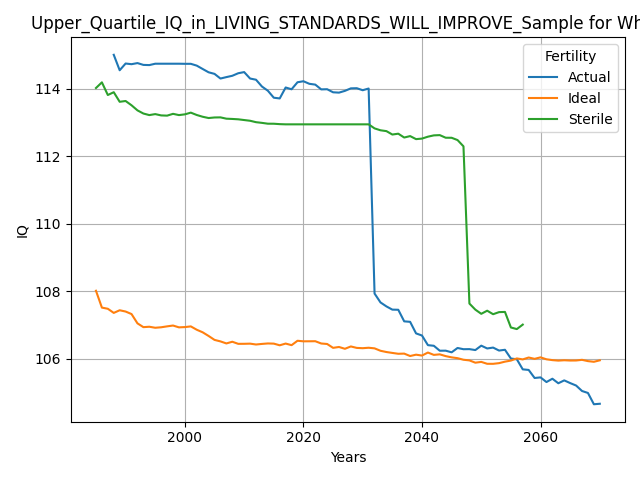 Upper_Quartile_IQ_in_LIVING_STANDARDS_WILL_IMPROVE_Sample for Wh
Fertility
Actual
Ideal
Sterile
114
112
110
108
106
IQ
2000
2020
2040
2060
Years